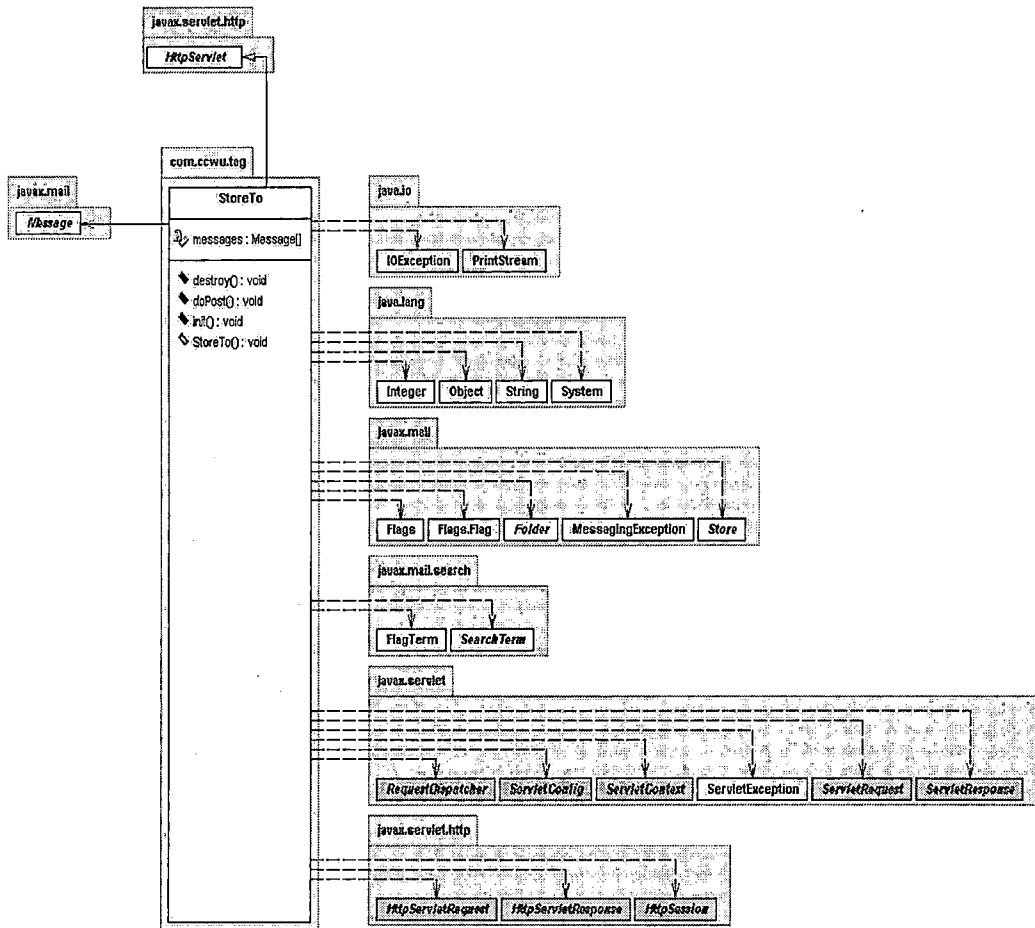 javax.servlet.http
HttpServlet
com.ccwu.teg
javax.mail
Message
StoreTo
messages : Message[]
destroy() : void
doPost() : void
init() : void
StoreTo() : void
java.io
IOException
PrintStream
java.lang
Integer
Object
String
System
javax.mail
Flags
Flags.Flag
Folder
MessagingException
Store
javax.mail.search
FlagTerm
SearchTerm
javax.servlet
RequestDispatcher
ServletConfig
ServletContext
ServletException
ServletRequest
ServletResponse
javax.servlet.http
HttpServletRequest
HttpServletResponse
HttpSession